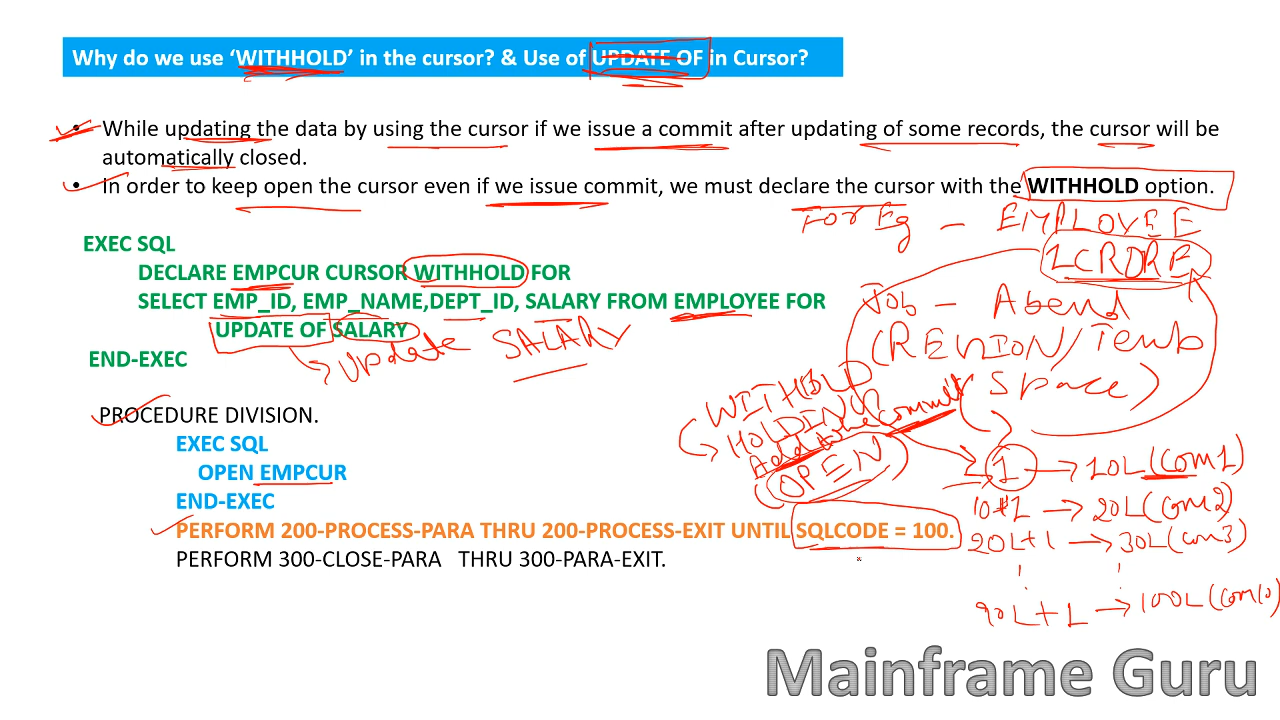 Why do we use ‘WITHHOLD’ in the cursor? & Use of UPDATE OF in Cursor?
• While updating the data by using the cursor if we issue a commit after updating of some records, the cursor will be
automatically closed.
• In order to keep open the cursor even if we issue commit, we must declare the cursor with the WITHHOLD option.
FOR Eg - EMPLOYEE
1CRORE
EXEC SQL
DECLARE EMPCUR CURSOR WITHHOLD FOR
SELECT EMP_ID, EMP_NAME,DEPT_ID, SALARY FROM EMPLOYEE FOR
UPDATE OF SALARY
END-EXEC
Update SALARY
Job - Abend
(REGION/Temb
Space)
WITHHOLD
HOLDING
Add the Commit
OPEN
PROCEDURE DIVISION.
EXEC SQL
OPEN EMPCUR
END-EXEC
PERFORM 200-PROCESS-PARA THRU 200-PROCESS-EXIT UNTIL SQLCODE = 100.
PERFORM 300-CLOSE-PARA THRU 300-PARA-EXIT.
1 → 10L (Com1)
→ 20L (Com2)
20L+1 → 30L (Com3)
90L+1 → 100L (Com10)
Mainframe Guru